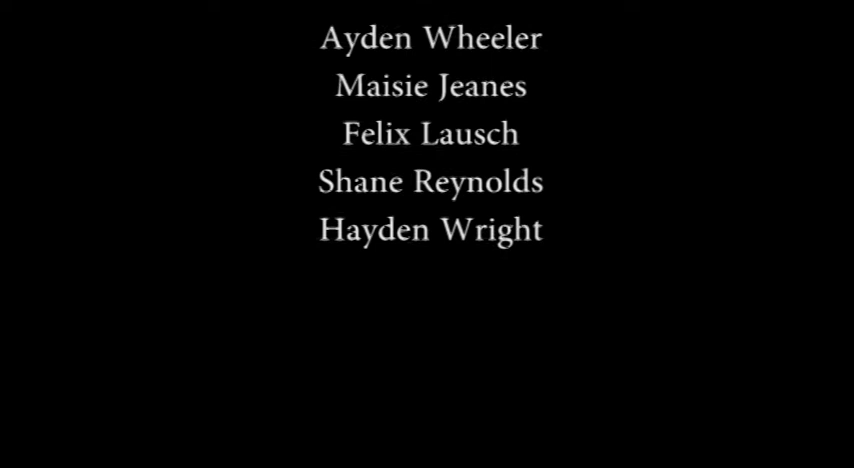 Ayden Wheeler
Maisie Jeanes
Felix Lausch
Shane Reynolds
Hayden Wright